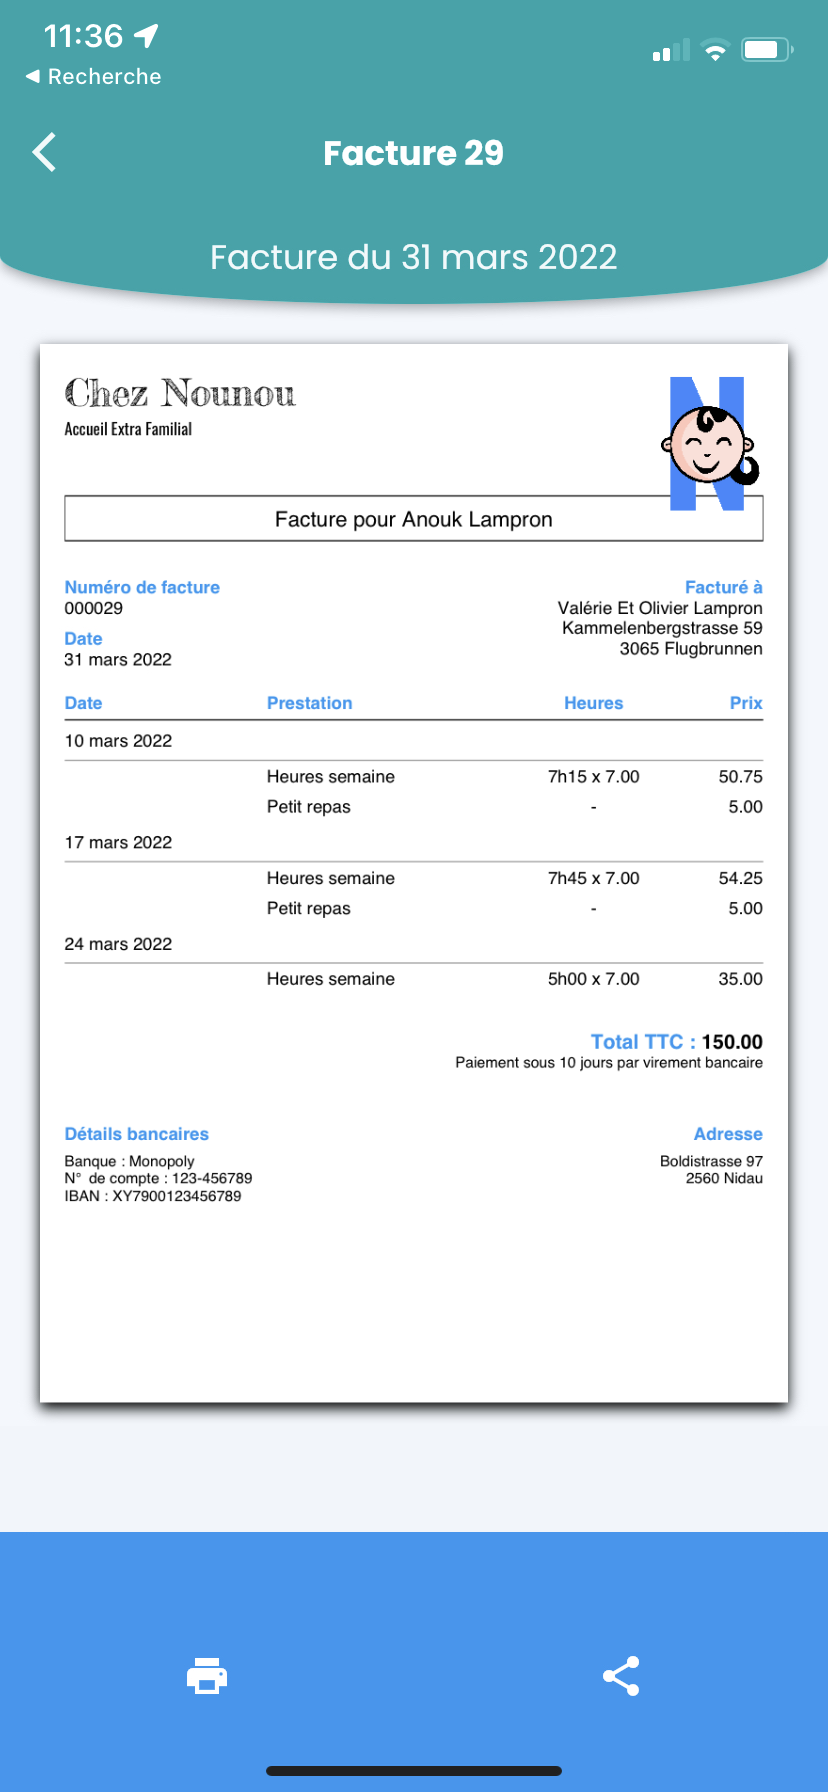 11:36
◀ Recherche
Facture 29
Facture du 31 mars 2022
Chez Nounou
Accueil Extra Familial
N
Facture pour Anouk Lampron
Numéro de facture
000029
Date
31 mars 2022
Facturé à
Valérie Et Olivier Lampron
Kammelenbergstrasse 59
3065 Flugbrunnen
Date Prestation Heures Prix
10 mars 2022
Heures semaine 7h15 x 7.00 50.75
Petit repas - 5.00
17 mars 2022
Heures semaine 7h45 x 7.00 54.25
Petit repas - 5.00
24 mars 2022
Heures semaine 5h00 x 7.00 35.00
Total TTC : 150.00
Paiement sous 10 jours par virement bancaire
Détails bancaires
Banque : Monopoly
N° de compte : 123-456789
IBAN : XY7900123456789
Adresse
Boldistrasse 97
2560 Nidau